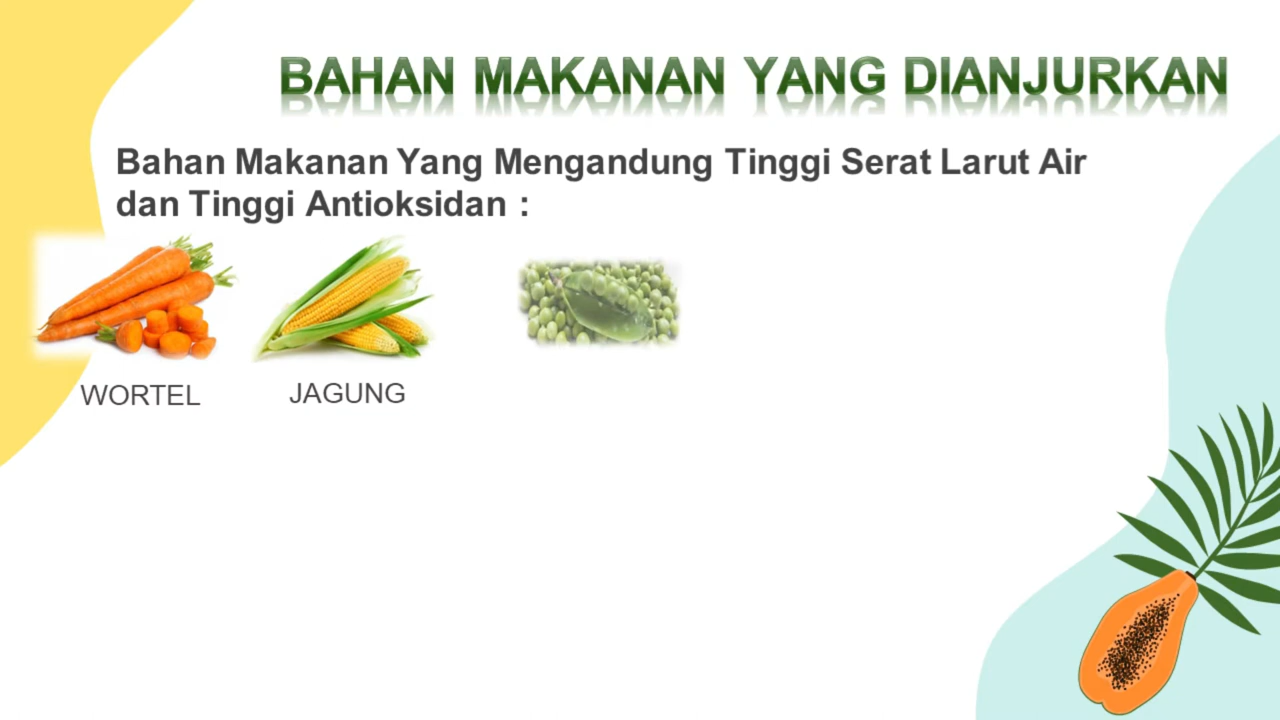 BAHAN MAKANAN YANG DIANJURKAN
Bahan Makanan Yang Mengandung Tinggi Serat Larut Air
dan Tinggi Antioksidan :
WORTEL
JAGUNG